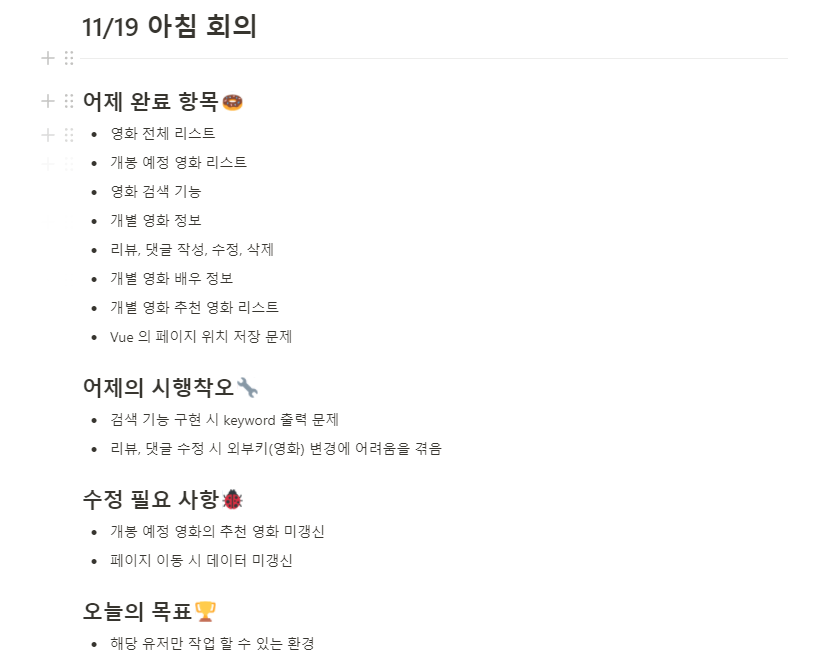 11/19 아침 회의
어제 완료 항목🍩
• 영화 전체 리스트
• 개봉 예정 영화 리스트
• 영화 검색 기능
• 개별 영화 정보
• 리뷰, 댓글 작성, 수정, 삭제
• 개별 영화 배우 정보
• 개별 영화 추천 영화 리스트
• Vue 의 페이지 위치 저장 문제
어제의 시행착오🔧
• 검색 기능 구현 시 keyword 출력 문제
• 리뷰, 댓글 수정 시 외부키(영화) 변경에 어려움을 겪음
수정 필요 사항🐞
• 개봉 예정 영화의 추천 영화 미갱신
• 페이지 이동 시 데이터 미갱신
오늘의 목표🏆
• 해당 유저만 작업 할 수 있는 환경